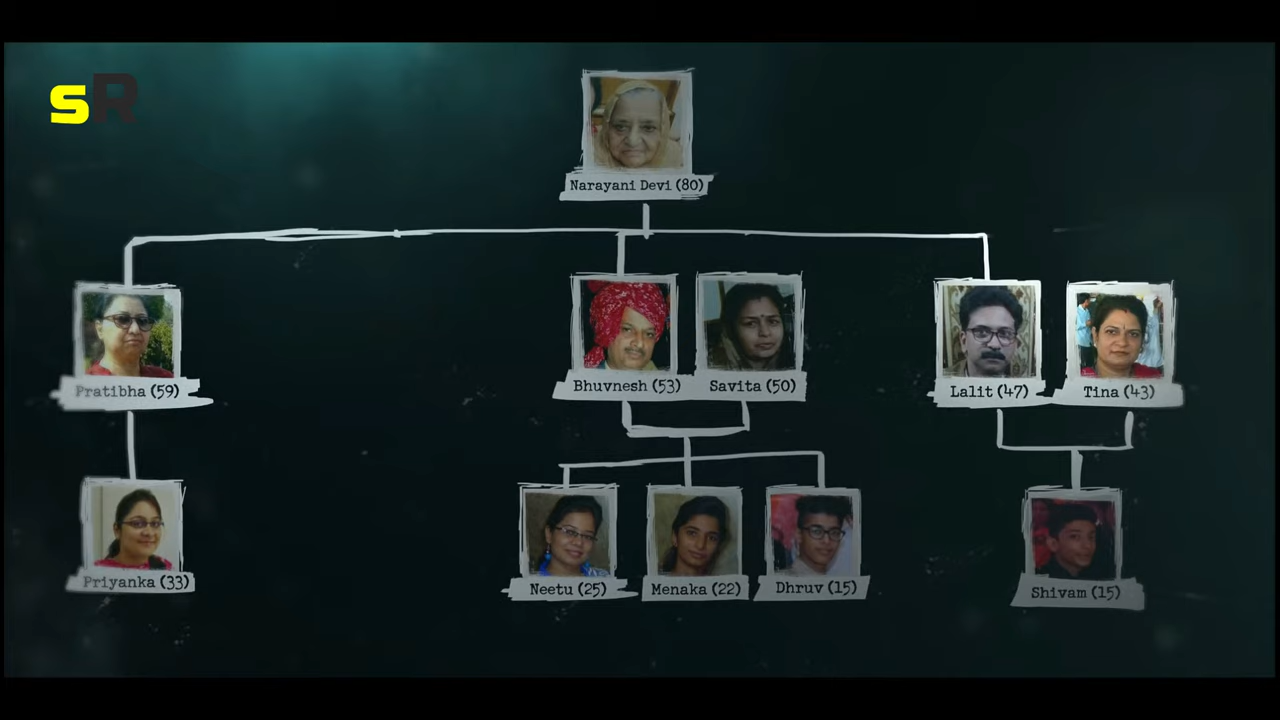 sR
Narayani Devi (80)
Pratibha (59)
Bhuvnesh (53)
Savita (50)
Lalit (47)
Tina (43)
Priyanka (33)
Neetu (25)
Menaka (22)
Dhruv (15)
Shivam (15)